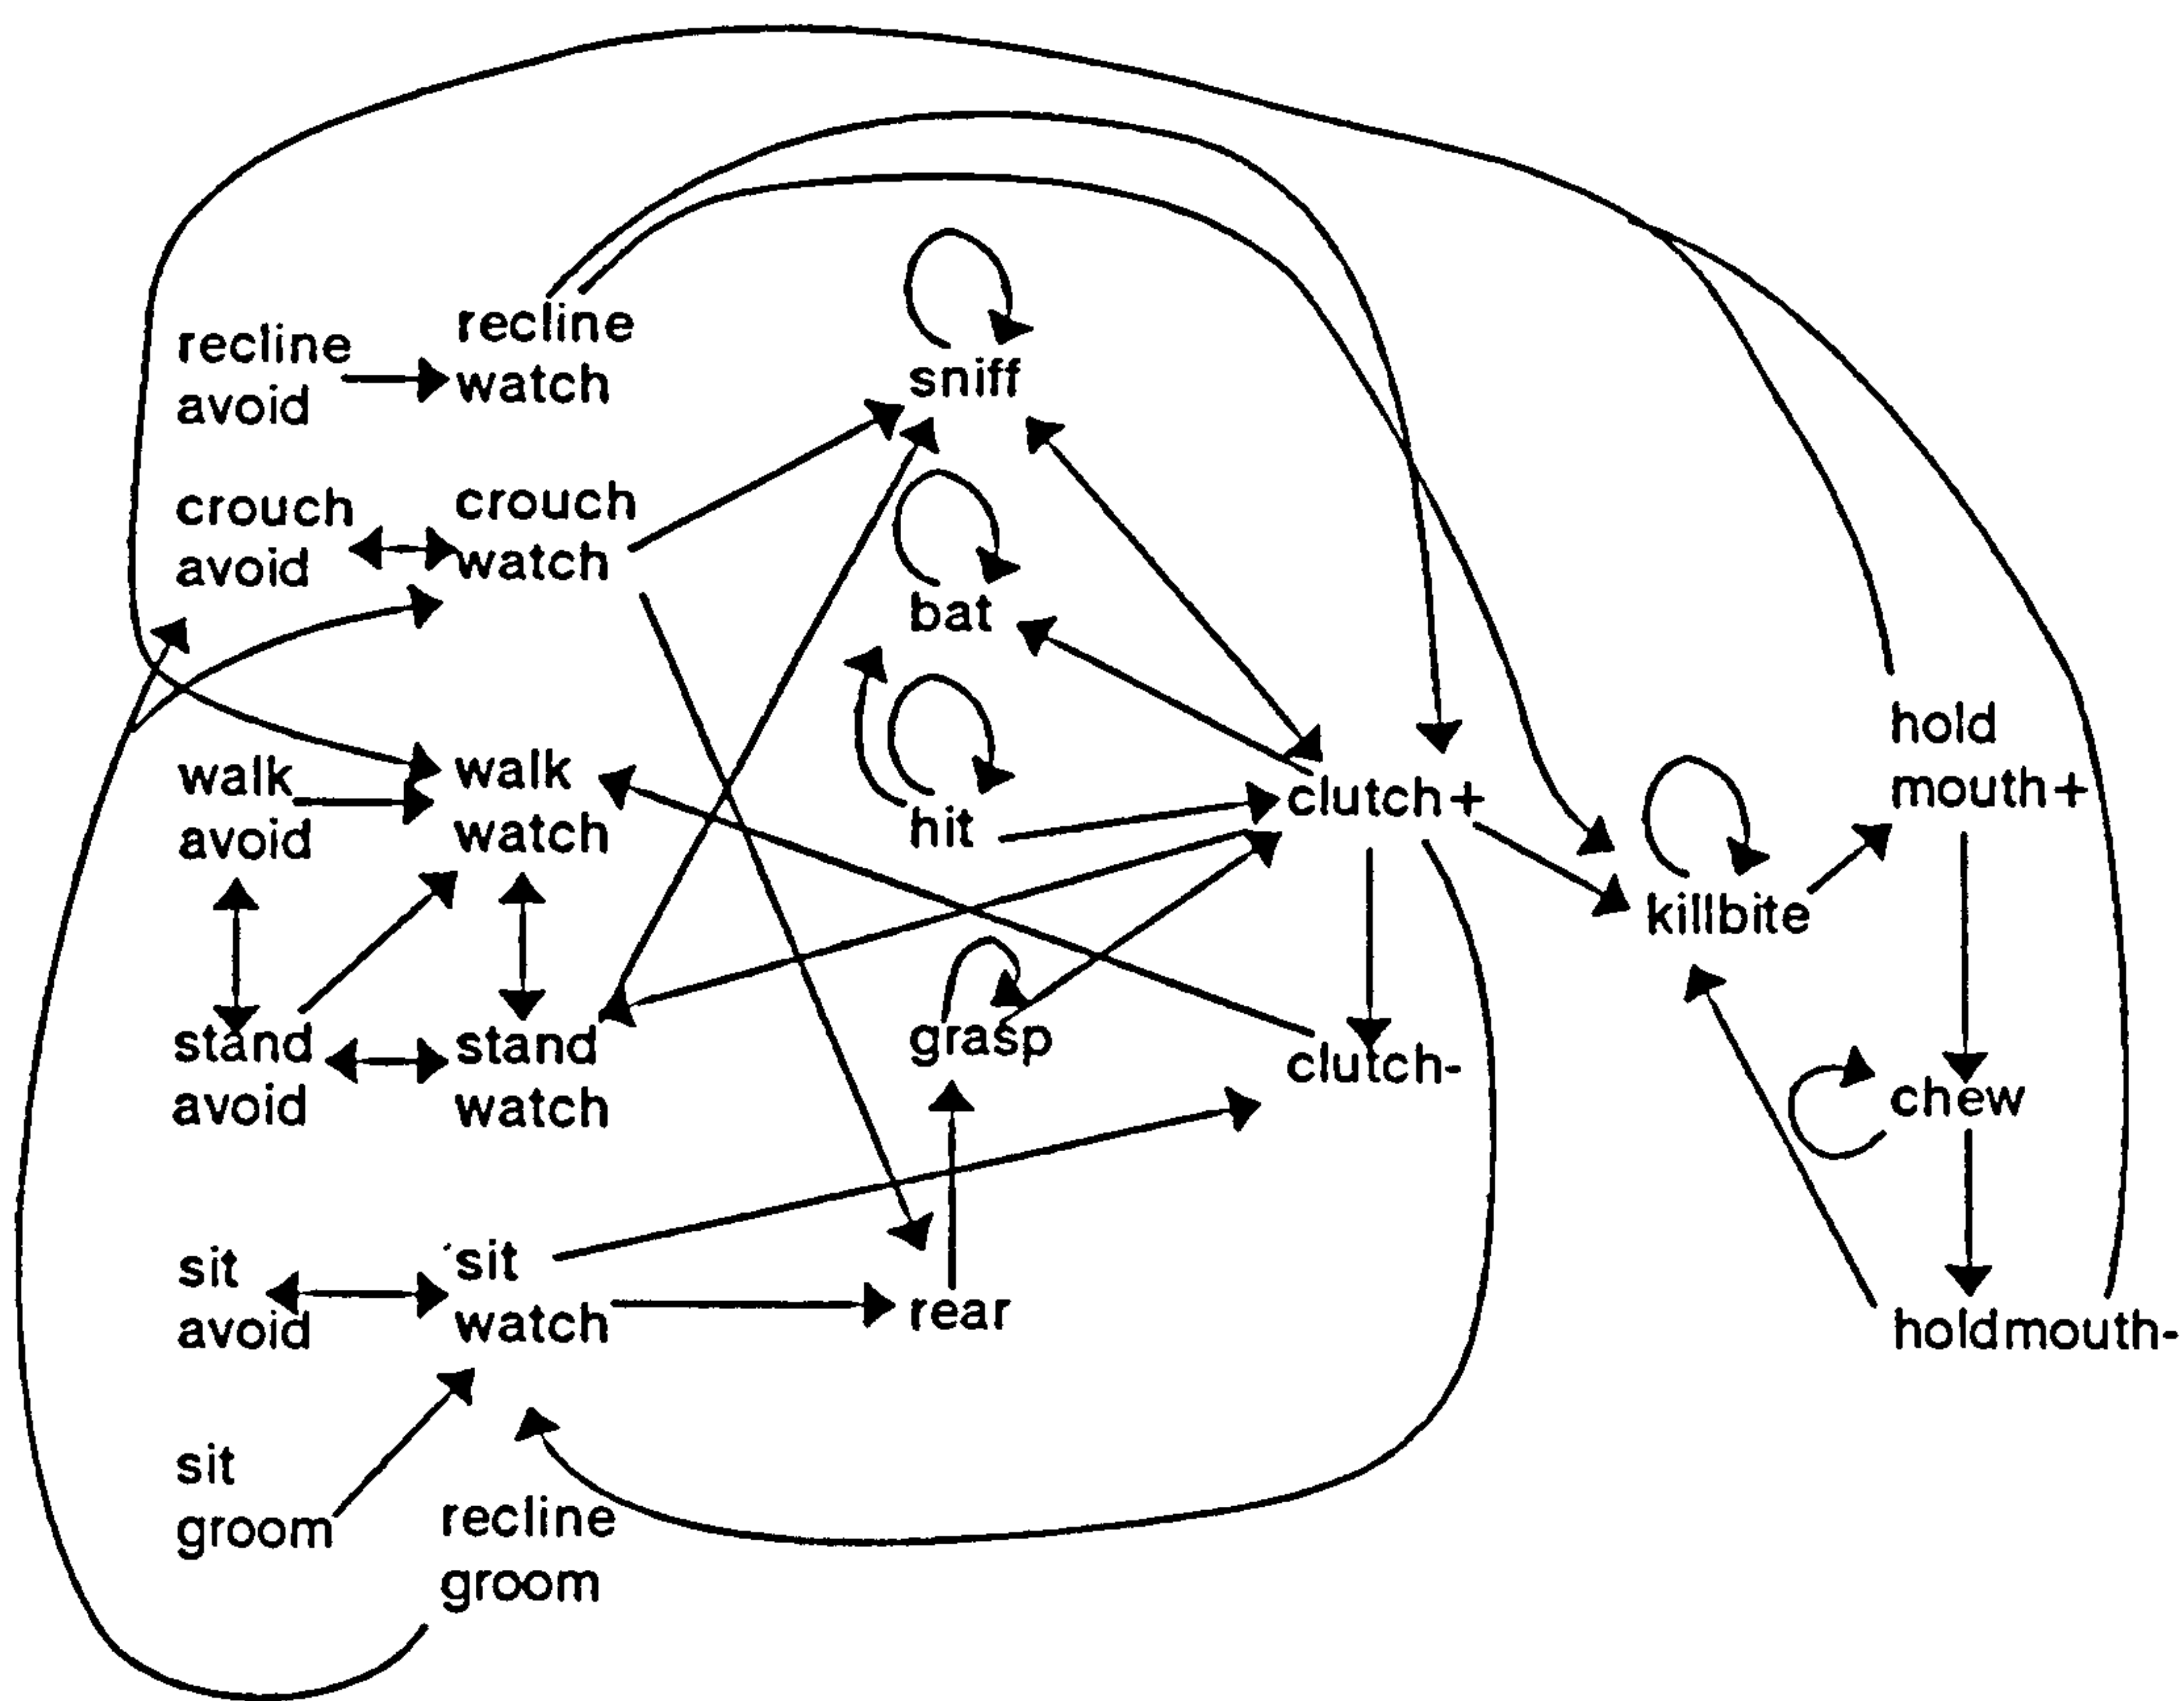 recline
avoid
recline
watch
sniff
crouch
avoid
crouch
watch
bat
walk
avoid
walk
watch
hit
clutch+
hold
mouth+
killbite
stand
avoid
stand
watch
grasp
clutch-
chew
sit
avoid
sit
watch
rear
holdmouth-
sit
groom
recline
groom